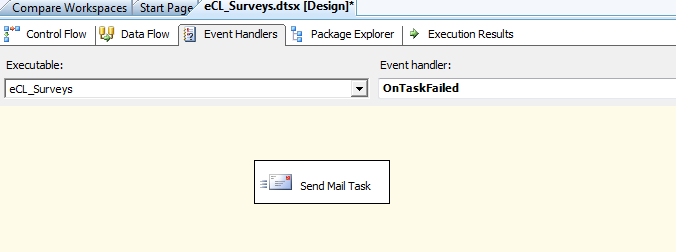 Compare Workspaces Start Page eCL_Surveys.dtsx [Design]*
Control Flow Data Flow Event Handlers Package Explorer Execution Results
Executable: Event handler:
eCL_Surveys OnTaskFailed
Send Mail Task